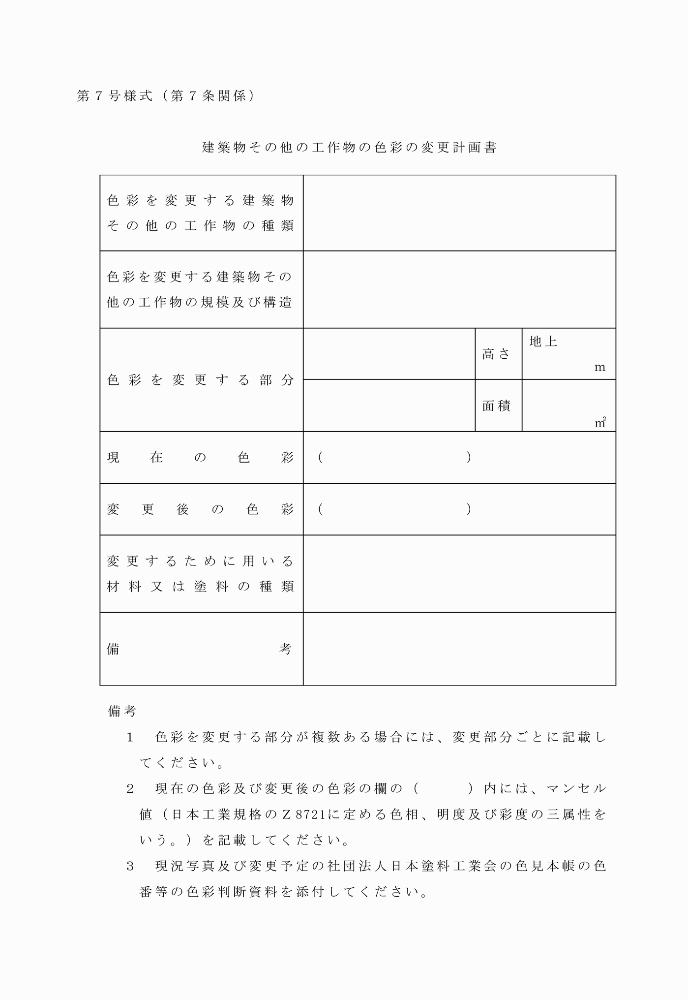 第７号様式（第７条関係）
建築物その他の工作物の色彩の変更計画書
色彩を変更する建築物
その他の工作物の種類
色彩を変更する建築物その
他の工作物の規模及び構造
色彩を変更する部分
高さ
地上
ｍ
面積
㎡
現在の色彩
（　　　　　　　　　）
変更後の色彩
（　　　　　　　　　）
変更するために用いる
材料又は塗料の種類
備考
備考
１　色彩を変更する部分が複数ある場合には、変更部分ごとに記載し
てください。
２　現在の色彩及び変更後の色彩の欄の（　　　）内には、マンセル
値（日本工業規格のＺ8721に定める色相、明度及び彩度の三属性を
いう。）を記載してください。
３　現況写真及び変更予定の社団法人日本塗料工業会の色見本帳の色
番等の色彩判断資料を添付してください。